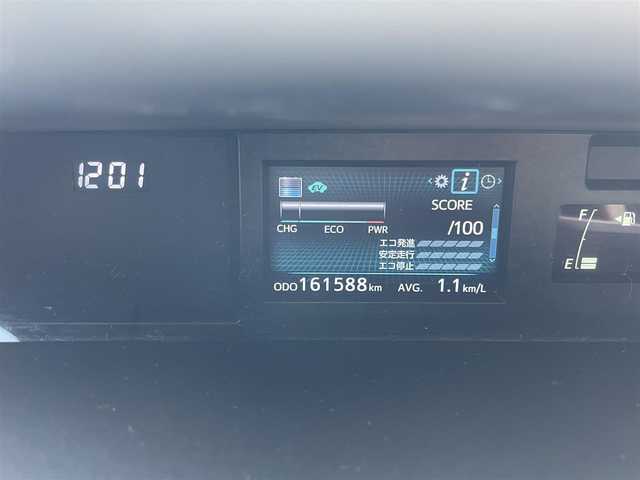 1201
EV
SCORE
/100
CHG ECO PWR
エコ発進
安定走行
エコ停止
ODO 161588 km AVG. 1.1 km/L
F
E